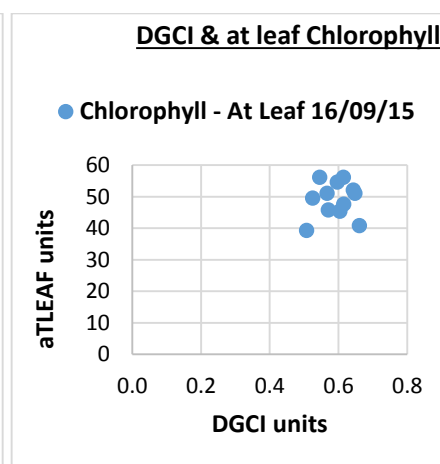 DGCI & at leaf Chlorophyll
Chlorophyll - At Leaf 16/09/15
60
50
40
30
20
10
0
aTLEAF units
0.0 0.2 0.4 0.6 0.8
DGCI units